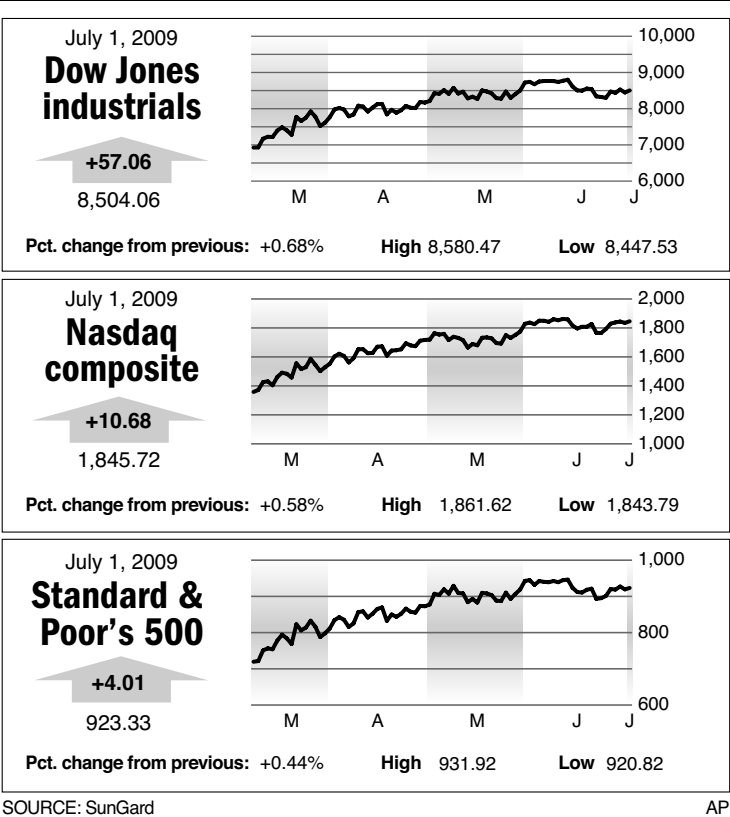 July 1, 2009
Dow Jones
industrials
+57.06
8,504.06
10,000
9,000
8,000
7,000
6,000
M A M J J
Pct. change from previous: +0.68% High 8,580.47 Low 8,447.53
July 1, 2009
Nasdaq
composite
+10.68
1,845.72
2,000
1,800
1,600
1,400
1,200
1,000
M A M J J
Pct. change from previous: +0.58% High 1,861.62 Low 1,843.79
July 1, 2009
Standard &
Poor's 500
+4.01
923.33
1,000
800
600
M A M J J
Pct. change from previous: +0.44% High 931.92 Low 920.82
SOURCE: SunGard AP